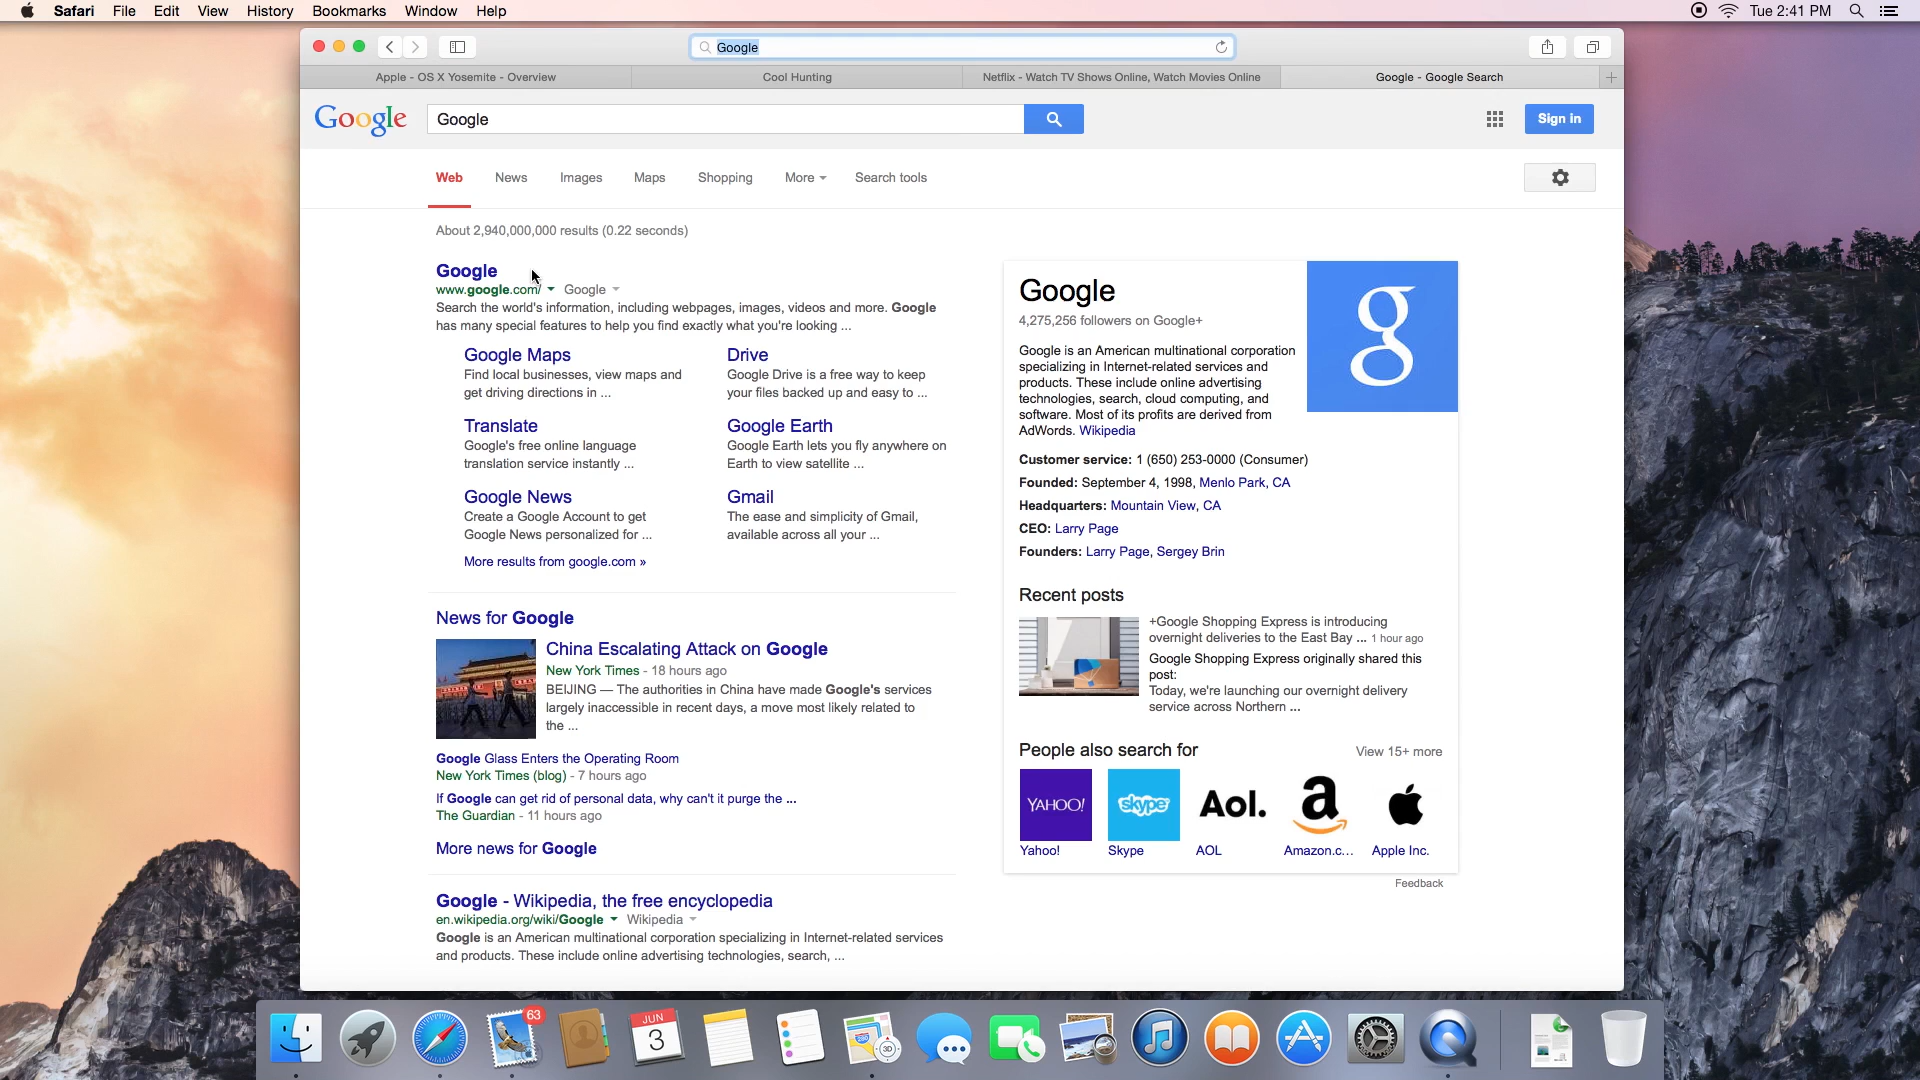 Safari File Edit View History Bookmarks Window Help
Tue 2:41 PM
Google
Apple - OS X Yosemite - Overview
Cool Hunting
Netflix - Watch TV Shows Online, Watch Movies Online
Google - Google Search
Google
Google
Sign in
Web News Images Maps Shopping More Search tools
About 2,940,000,000 results (0.22 seconds)
Google
www.google.com/ Google
Search the world's information, including webpages, images, videos and more. Google
has many special features to help you find exactly what you're looking ...
Google Maps
Find local businesses, view maps and
get driving directions in ...
Drive
Google Drive is a free way to keep
your files backed up and easy to ...
Translate
Google's free online language
translation service instantly ...
Google Earth
Google Earth lets you fly anywhere on
Earth to view satellite ...
Google News
Create a Google Account to get
Google News personalized for ...
Gmail
The ease and simplicity of Gmail,
available across all your ...
More results from google.com »
News for Google
China Escalating Attack on Google
New York Times - 18 hours ago
BEIJING — The authorities in China have made Google's services
largely inaccessible in recent days, a move most likely related to
the ...
Google Glass Enters the Operating Room
New York Times (blog) - 7 hours ago
If Google can get rid of personal data, why can't it purge the ...
The Guardian - 11 hours ago
More news for Google
Google - Wikipedia, the free encyclopedia
en.wikipedia.org/wiki/Google Wikipedia
Google is an American multinational corporation specializing in Internet-related services
and products. These include online advertising technologies, search, ...
Google
4,275,256 followers on Google+
g
Google is an American multinational corporation
specializing in Internet-related services and
products. These include online advertising
technologies, search, cloud computing, and
software. Most of its profits are derived from
AdWords. Wikipedia
Customer service: 1 (650) 253-0000 (Consumer)
Founded: September 4, 1998, Menlo Park, CA
Headquarters: Mountain View, CA
CEO: Larry Page
Founders: Larry Page, Sergey Brin
Recent posts
+Google Shopping Express is introducing
overnight deliveries to the East Bay ... 1 hour ago
Google Shopping Express originally shared this
post:
Today, we're launching our overnight delivery
service across Northern ...
People also search for
View 15+ more
YAHOO!
skype
Aol.
a
Yahoo!
Skype
AOL
Amazon.c...
Apple Inc.
Feedback
63
JUN
3
280
3D